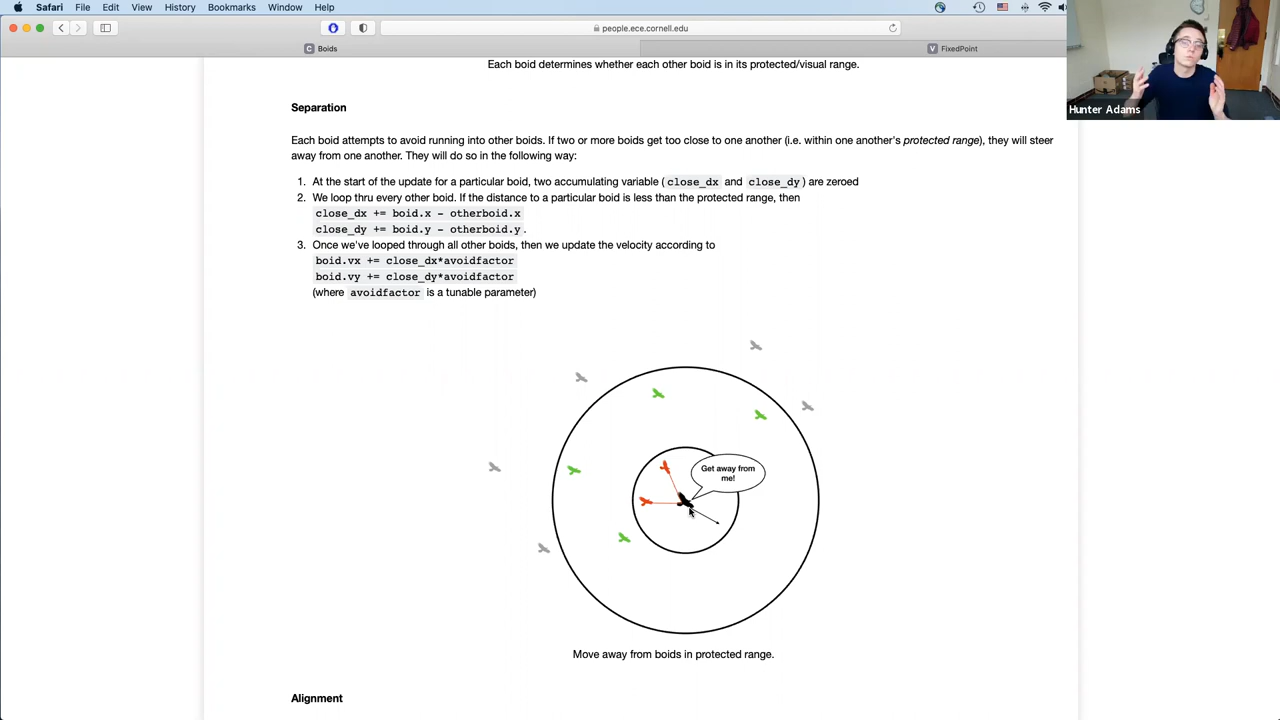 Safari File Edit View History Bookmarks Window Help
people.ece.cornell.edu
C Boids
V FixedPoint
Hunter Adams
Each boid determines whether each other boid is in its protected/visual range.
Separation
Each boid attempts to avoid running into other boids. If two or more boids get too close to one another (i.e. within one another's protected range), they will steer
away from one another. They will do so in the following way:
1. At the start of the update for a particular boid, two accumulating variable ( close_dx and close_dy ) are zeroed
2. We loop thru every other boid. If the distance to a particular boid is less than the protected range, then
close_dx += boid.x - otherboid.x
close_dy += boid.y - otherboid.y .
3. Once we've looped through all other boids, then we update the velocity according to
boid.vx += close_dx*avoidfactor
boid.vy += close_dy*avoidfactor
(where avoidfactor is a tunable parameter)
Get away from
me!
Move away from boids in protected range.
Alignment